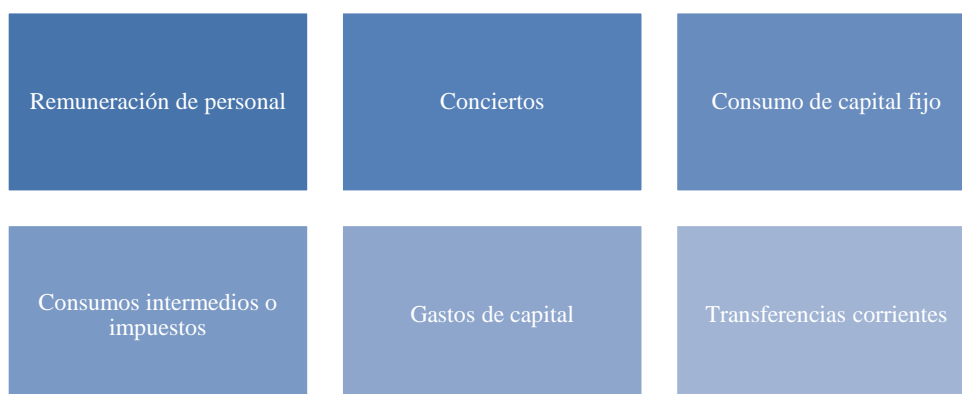 Remuneración de personal
Conciertos
Consumo de capital fijo
Consumos intermedios o
impuestos
Gastos de capital
Transferencias corrientes